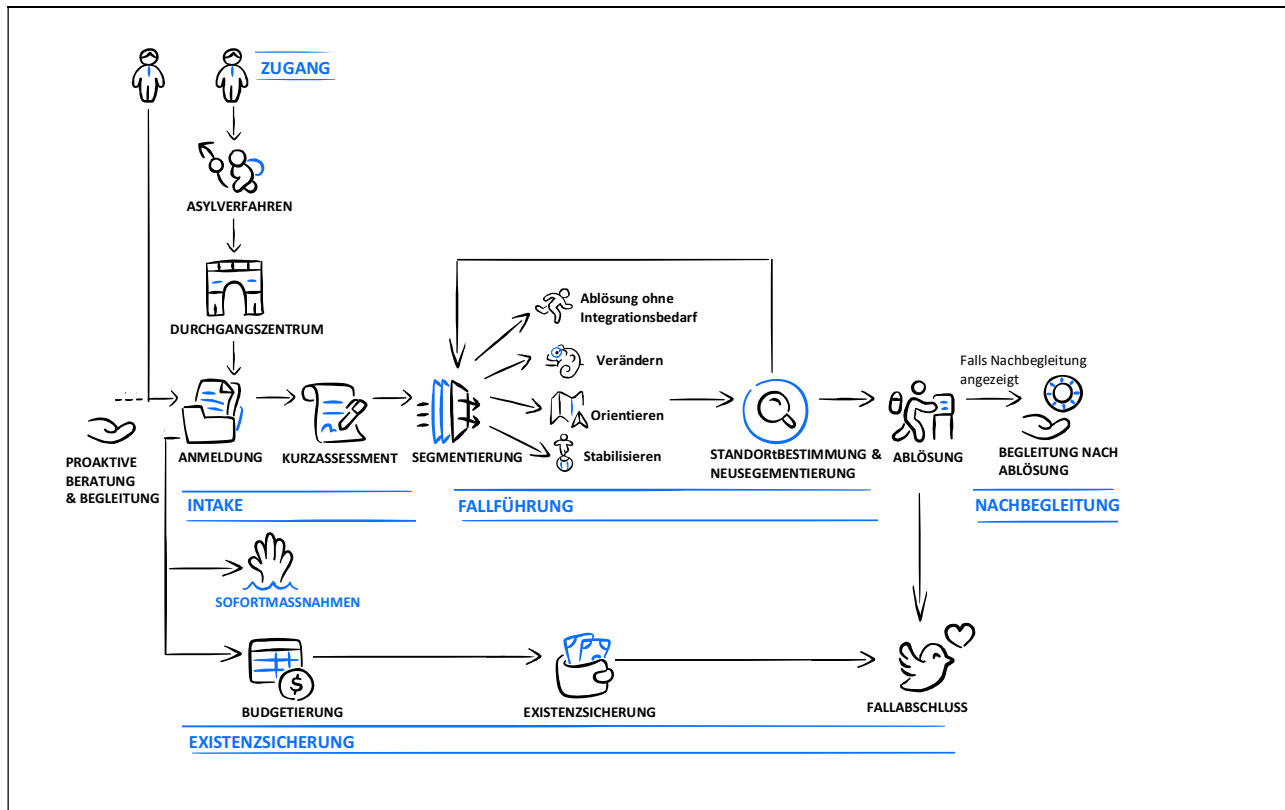 ZUGANG
ASYLVERFAHREN
DURCHGANGSZENTRUM
Ablösung ohne
Integrationsbedarf
Verändern
Orientieren
Stabilisieren
Falls Nachbegleitung
angezeigt
PROAKTIVE
BERATUNG
& BEGLEITUNG
ANMELDUNG
KURZASSESSMENT
SEGMENTIERUNG
STANDORtBESTIMMUNG &
NEUSEGEMENTIERUNG
ABLÖSUNG
BEGLEITUNG NACH
ABLÖSUNG
INTAKE
FALLFÜHRUNG
NACHBEGLEITUNG
SOFORTMASSNAHMEN
$
BUDGETIERUNG
EXISTENZSICHERUNG
FALLABSCHLUSS
EXISTENZSICHERUNG